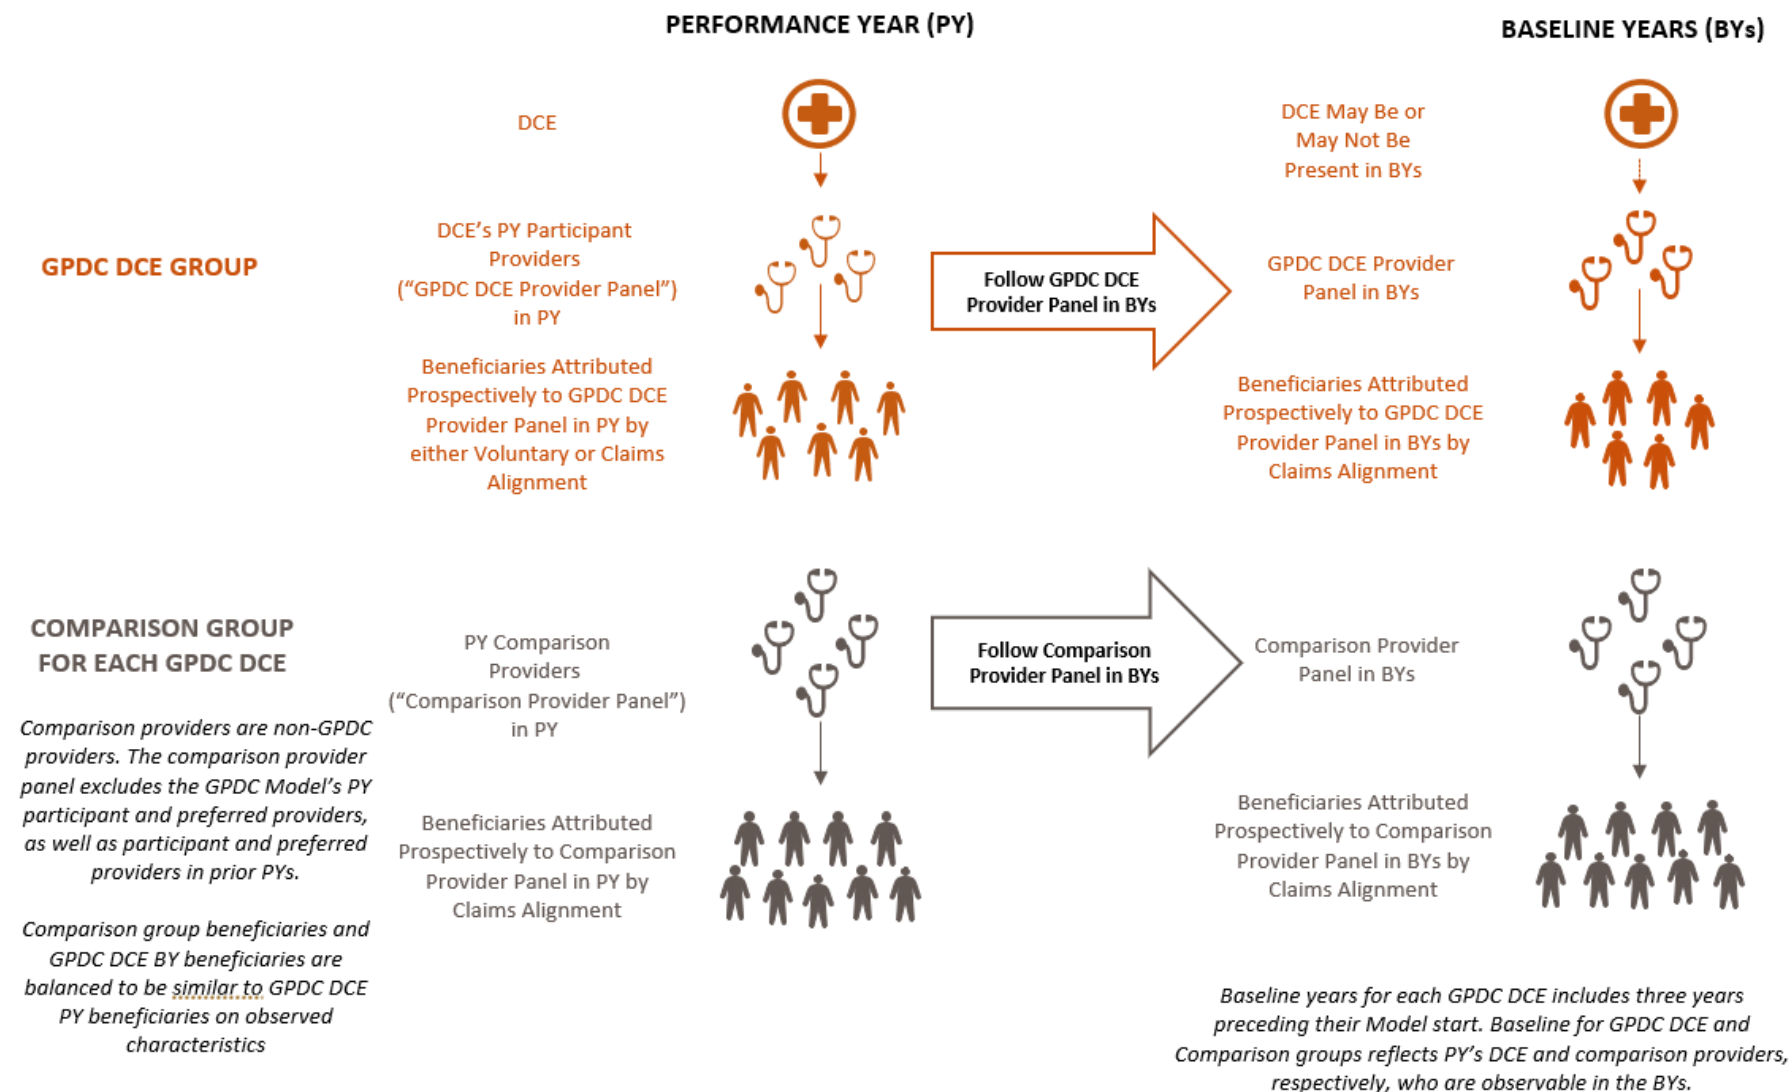 PERFORMANCE YEAR (PY)
BASELINE YEARS (BYs)
GPDC DCE GROUP
DCE
DCE's PY Participant
Providers
("GPDC DCE Provider Panel")
in PY
Beneficiaries Attributed
Prospectively to GPDC DCE
Provider Panel in PY by
either Voluntary or Claims
Alignment
Follow GPDC DCE
Provider Panel in BYs
DCE May Be or
May Not Be
Present in BYs
GPDC DCE Provider
Panel in BYs
Beneficiaries Attributed
Prospectively to GPDC DCE
Provider Panel in BYs by
Claims Alignment
COMPARISON GROUP
FOR EACH GPDC DCE
Comparison providers are non-GPDC
providers. The comparison provider
panel excludes the GPDC Model's PY
participant and preferred providers,
as well as participant and preferred
providers in prior PYs.
Comparison group beneficiaries and
GPDC DCE BY beneficiaries are
balanced to be similar to GPDC DCE
PY beneficiaries on observed
characteristics
PY Comparison
Providers
("Comparison Provider Panel")
in PY
Beneficiaries Attributed
Prospectively to Comparison
Provider Panel in PY by
Claims Alignment
Follow Comparison
Provider Panel in BYs
Comparison Provider
Panel in BYs
Beneficiaries Attributed
Prospectively to Comparison
Provider Panel in BYs by
Claims Alignment
Baseline years for each GPDC DCE includes three years
preceding their Model start. Baseline for GPDC DCE and
Comparison groups reflects PY's DCE and comparison providers,
respectively, who are observable in the BYs.